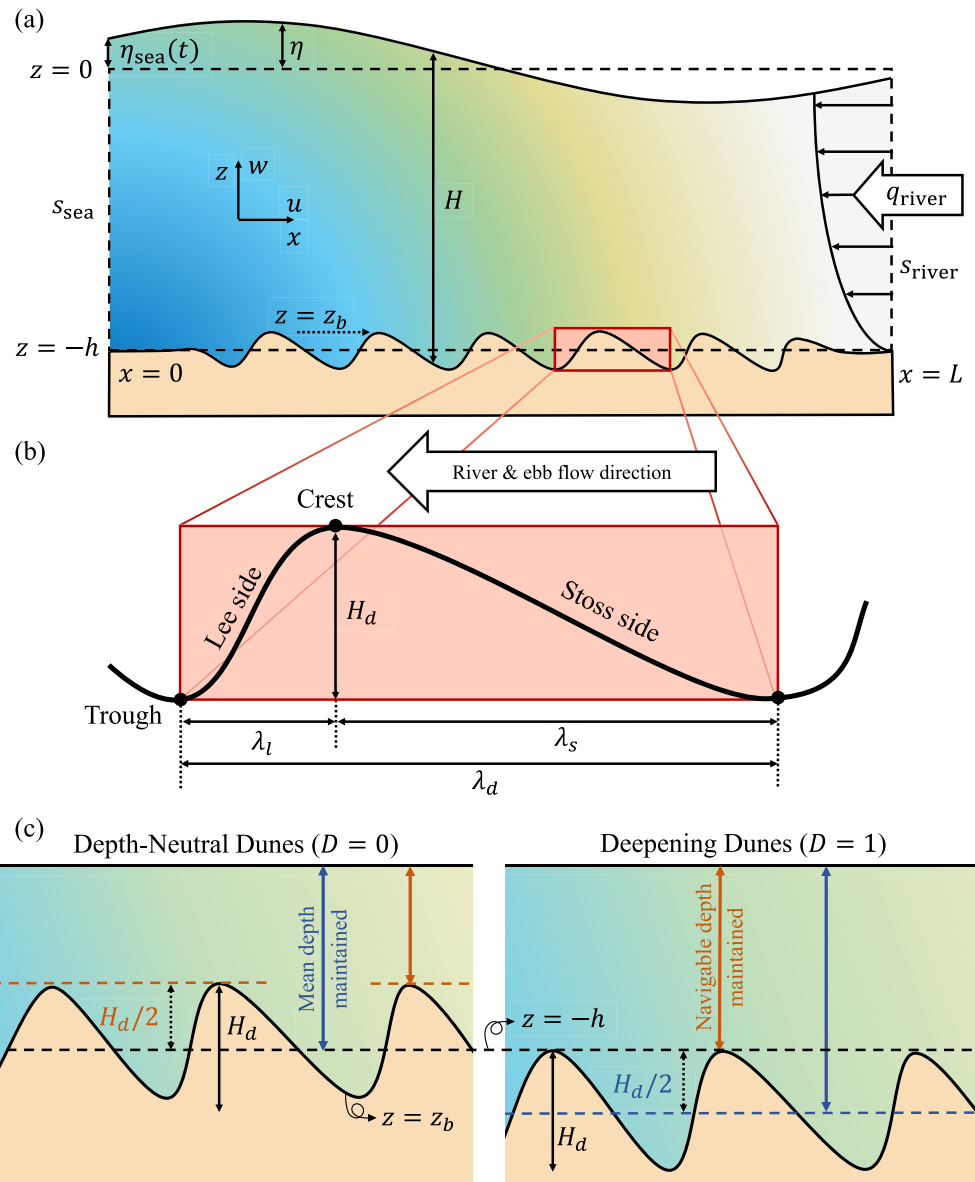 (a)
η_sea(t)
η
z = 0
z
w
u
x
H
s_sea
q_river
s_river
z = z_b
z = −h
x = 0
x = L
(b)
River & ebb flow direction
Crest
Lee side
H_d
Stoss side
Trough
λ_l
λ_s
λ_d
(c)
Depth-Neutral Dunes (D = 0)
Deepening Dunes (D = 1)
Mean depth
maintained
Navigable depth
maintained
H_d/2
H_d
z = −h
z = z_b
H_d/2
H_d